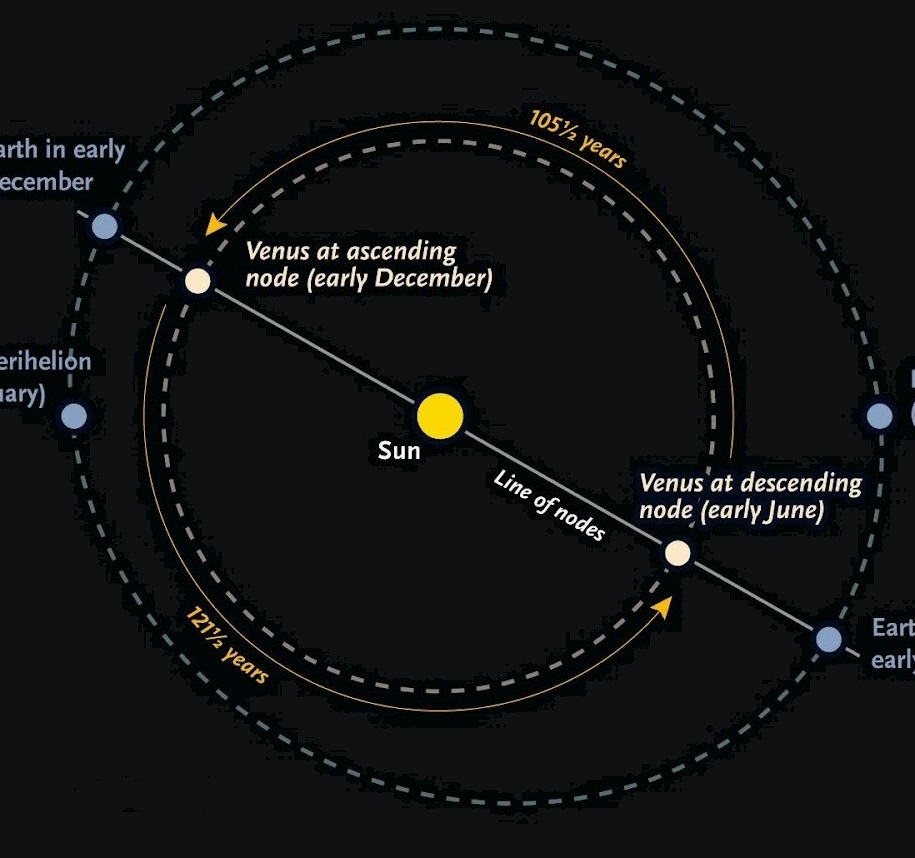 105½ years
arth in early
ecember
Venus at ascending
node (early December)
erihelion
uary)
Sun
Line of nodes
Venus at descending
node (early June)
121½ years
Eart
early